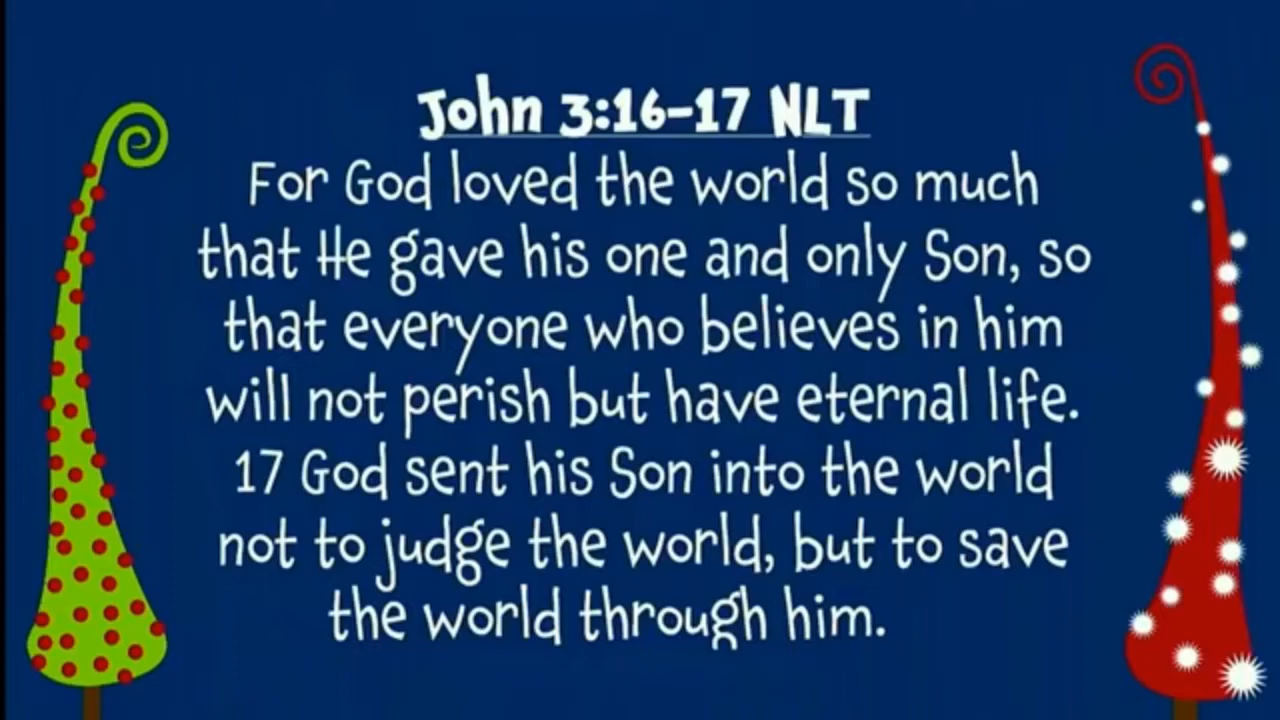 John 3:16-17 NLT
For God loved the world so much
that He gave his one and only Son, so
that everyone who believes in him
will not perish but have eternal life.
17 God sent his Son into the world
not to judge the world, but to save
the world through him.